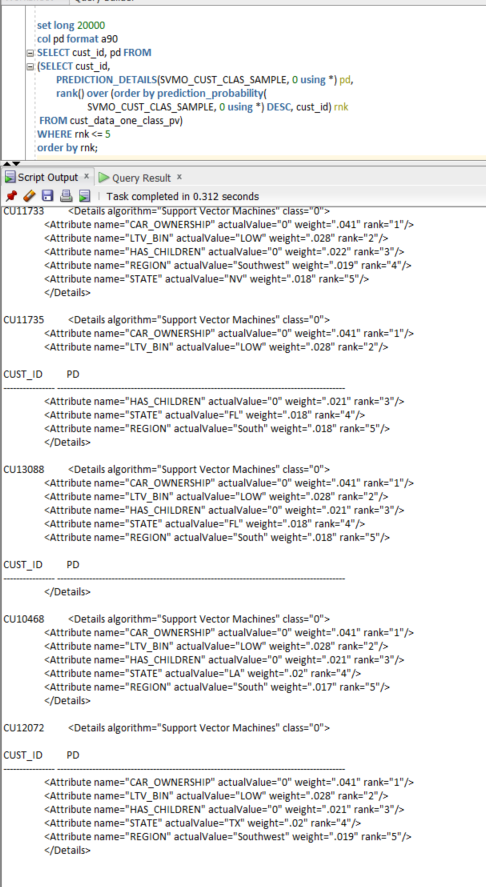 Query Builder
set long 20000
col pd format a90
SELECT cust_id, pd FROM
(SELECT cust_id,
PREDICTION_DETAILS(SVMO_CUST_CLAS_SAMPLE, 0 using *) pd,
rank() over (order by prediction_probability(
SVMO_CUST_CLAS_SAMPLE, 0 using *) DESC, cust_id) rnk
FROM cust_data_one_class_pv)
WHERE rnk <= 5
order by rnk;
Script Output x Query Result x
Task completed in 0.312 seconds
CU11733 <Details algorithm="Support Vector Machines" class="0">
<Attribute name="CAR_OWNERSHIP" actualValue="0" weight=".041" rank="1"/>
<Attribute name="LTV_BIN" actualValue="LOW" weight=".028" rank="2"/>
<Attribute name="HAS_CHILDREN" actualValue="0" weight=".022" rank="3"/>
<Attribute name="REGION" actualValue="Southwest" weight=".019" rank="4"/>
<Attribute name="STATE" actualValue="NV" weight=".018" rank="5"/>
</Details>
CU11735 <Details algorithm="Support Vector Machines" class="0">
<Attribute name="CAR_OWNERSHIP" actualValue="0" weight=".041" rank="1"/>
<Attribute name="LTV_BIN" actualValue="LOW" weight=".028" rank="2"/>
CUST_ID PD
---------------- ------------------------------------------------------------------------------------------
<Attribute name="HAS_CHILDREN" actualValue="0" weight=".021" rank="3"/>
<Attribute name="STATE" actualValue="FL" weight=".018" rank="4"/>
<Attribute name="REGION" actualValue="South" weight=".018" rank="5"/>
</Details>
CU13088 <Details algorithm="Support Vector Machines" class="0">
<Attribute name="CAR_OWNERSHIP" actualValue="0" weight=".041" rank="1"/>
<Attribute name="LTV_BIN" actualValue="LOW" weight=".028" rank="2"/>
<Attribute name="HAS_CHILDREN" actualValue="0" weight=".021" rank="3"/>
<Attribute name="STATE" actualValue="FL" weight=".018" rank="4"/>
<Attribute name="REGION" actualValue="South" weight=".018" rank="5"/>
CUST_ID PD
---------------- ------------------------------------------------------------------------------------------
</Details>
CU10468 <Details algorithm="Support Vector Machines" class="0">
<Attribute name="CAR_OWNERSHIP" actualValue="0" weight=".041" rank="1"/>
<Attribute name="LTV_BIN" actualValue="LOW" weight=".028" rank="2"/>
<Attribute name="HAS_CHILDREN" actualValue="0" weight=".021" rank="3"/>
<Attribute name="STATE" actualValue="LA" weight=".02" rank="4"/>
<Attribute name="REGION" actualValue="South" weight=".017" rank="5"/>
</Details>
CU12072 <Details algorithm="Support Vector Machines" class="0">
CUST_ID PD
---------------- ------------------------------------------------------------------------------------------
<Attribute name="CAR_OWNERSHIP" actualValue="0" weight=".041" rank="1"/>
<Attribute name="LTV_BIN" actualValue="LOW" weight=".028" rank="2"/>
<Attribute name="HAS_CHILDREN" actualValue="0" weight=".021" rank="3"/>
<Attribute name="STATE" actualValue="TX" weight=".02" rank="4"/>
<Attribute name="REGION" actualValue="Southwest" weight=".019" rank="5"/>
</Details>